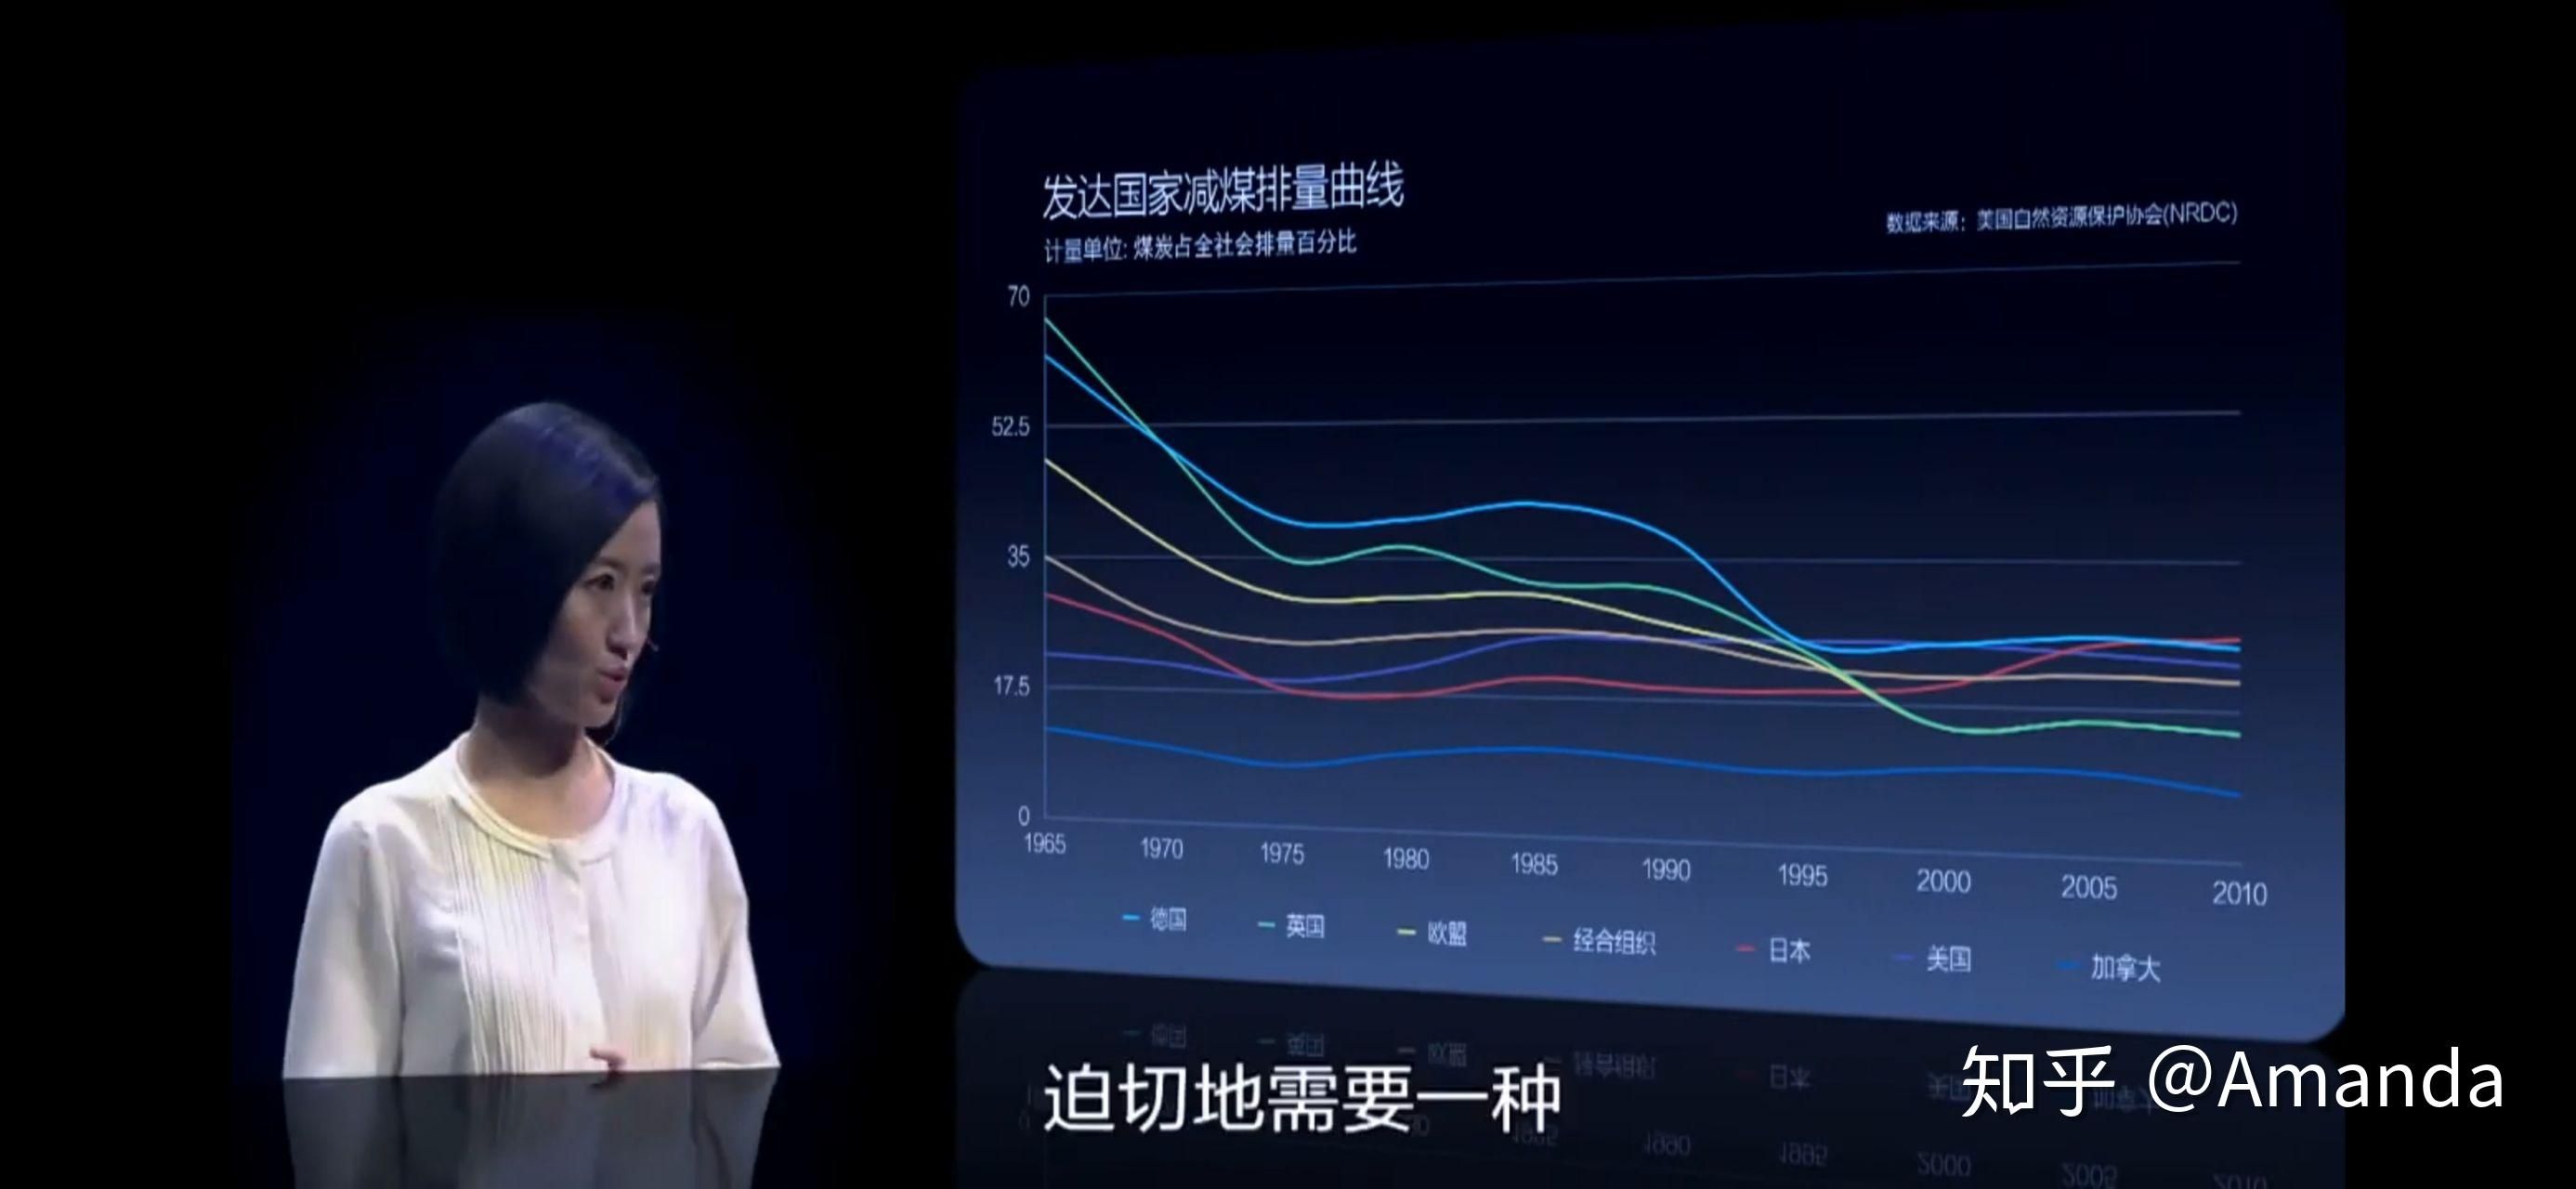 发达国家减煤排量曲线
计量单位: 煤炭占全社会排量百分比
数据来源：美国自然资源保护协会(NRDC)
70
52.5
35
17.5
0
1965 1970 1975 1980 1985 1990 1995 2000 2005 2010
德国 英国 欧盟 经合组织 日本 美国 加拿大
迫切地需要一种
知乎 @Amanda